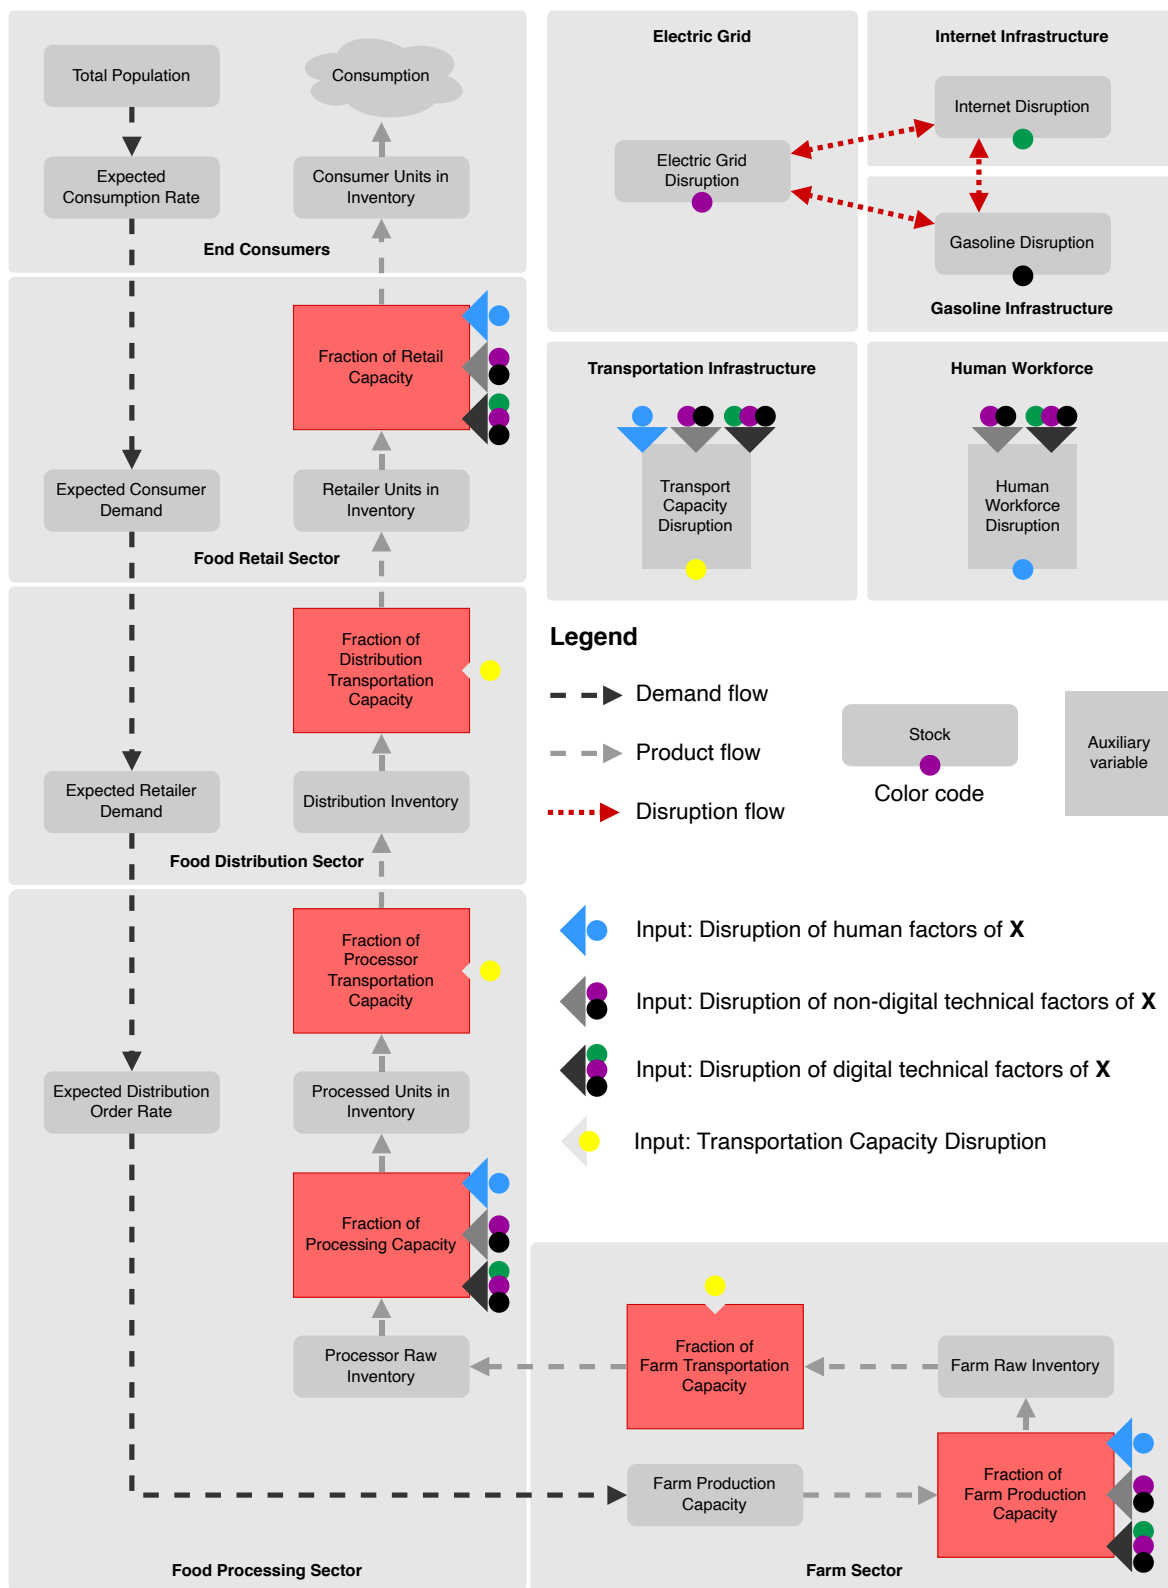 Total Population
Consumption
Expected
Consumption Rate
Consumer Units in
Inventory
End Consumers
Fraction of Retail
Capacity
Expected Consumer
Demand
Retailer Units in
Inventory
Food Retail Sector
Fraction of
Distribution
Transportation
Capacity
Expected Retailer
Demand
Distribution Inventory
Food Distribution Sector
Fraction of
Processor
Transportation
Capacity
Expected Distribution
Order Rate
Processed Units in
Inventory
Fraction of
Processing Capacity
Processor Raw
Inventory
Food Processing Sector
Electric Grid
Electric Grid
Disruption
Internet Infrastructure
Internet Disruption
Gasoline Disruption
Gasoline Infrastructure
Transportation Infrastructure
Transport
Capacity
Disruption
Human Workforce
Human
Workforce
Disruption
Legend
Demand flow
Product flow
Disruption flow
Stock
Color code
Auxiliary
variable
Input: Disruption of human factors of X
Input: Disruption of non-digital technical factors of X
Input: Disruption of digital technical factors of X
Input: Transportation Capacity Disruption
Fraction of
Farm Transportation
Capacity
Farm Raw Inventory
Farm Production
Capacity
Fraction of
Farm Production
Capacity
Farm Sector